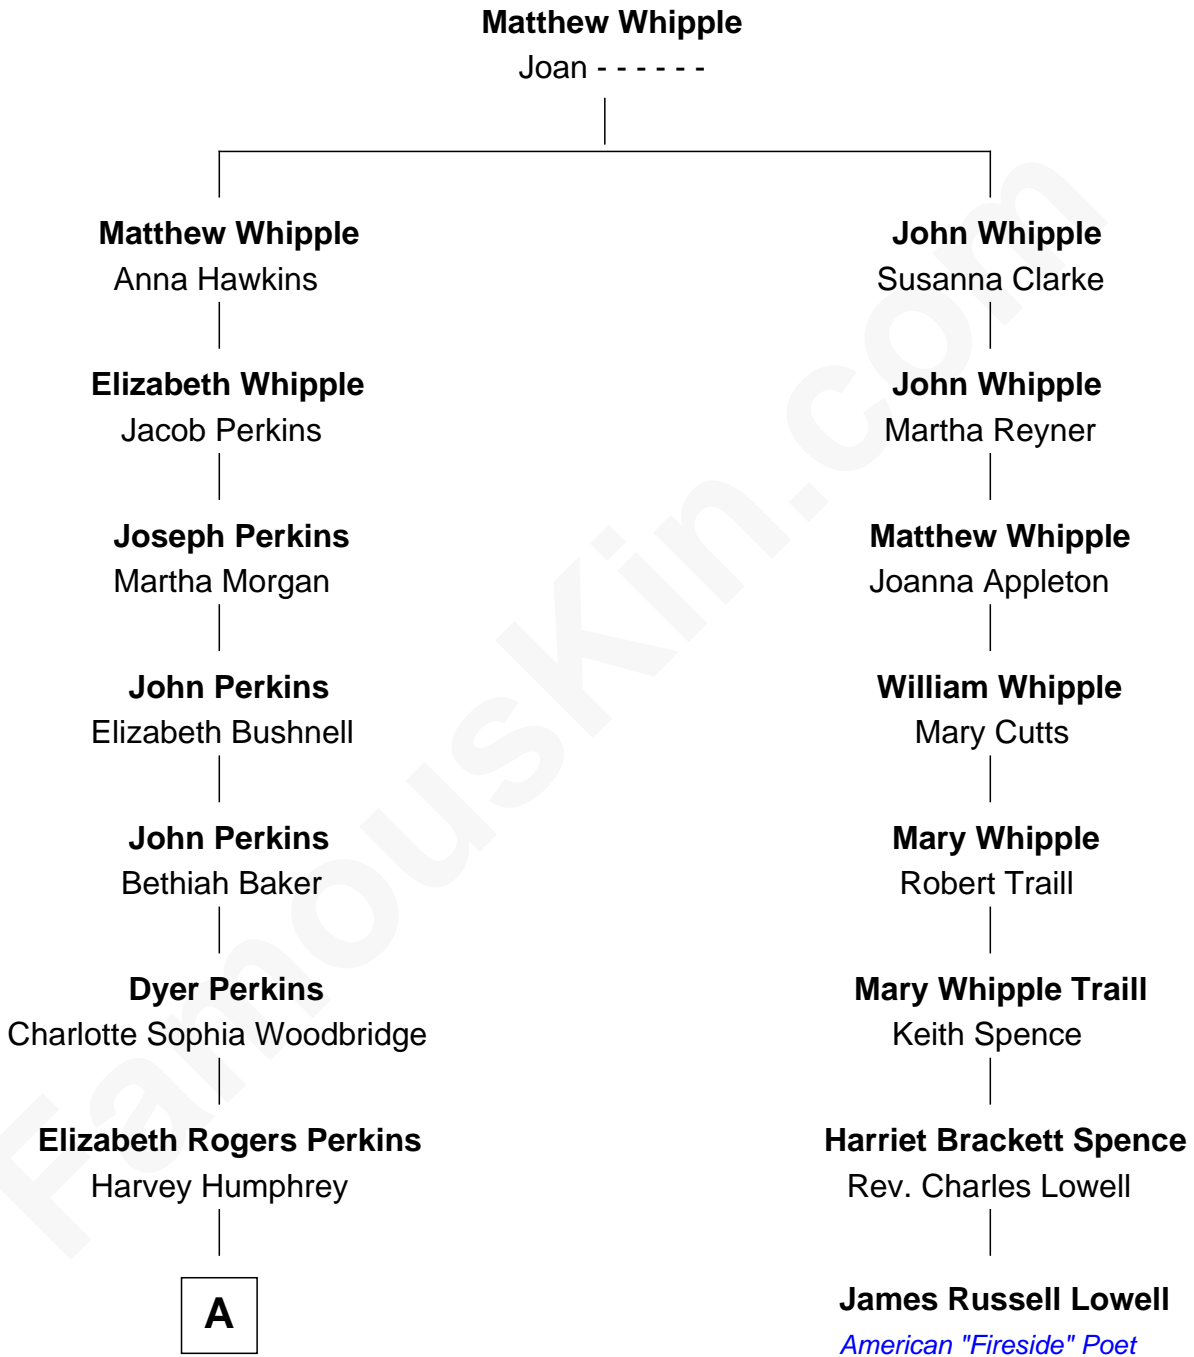 Matthew Whipple
Joan - - - - - -
Matthew Whipple
Anna Hawkins
John Whipple
Susanna Clarke
Elizabeth Whipple
Jacob Perkins
John Whipple
Martha Reyner
Joseph Perkins
Martha Morgan
Matthew Whipple
Joanna Appleton
John Perkins
Elizabeth Bushnell
William Whipple
Mary Cutts
John Perkins
Bethiah Baker
Mary Whipple
Robert Traill
Dyer Perkins
Charlotte Sophia Woodbridge
Mary Whipple Traill
Keith Spence
Elizabeth Rogers Perkins
Harvey Humphrey
Harriet Brackett Spence
Rev. Charles Lowell
A
James Russell Lowell
American "Fireside" Poet
FamousKin.com